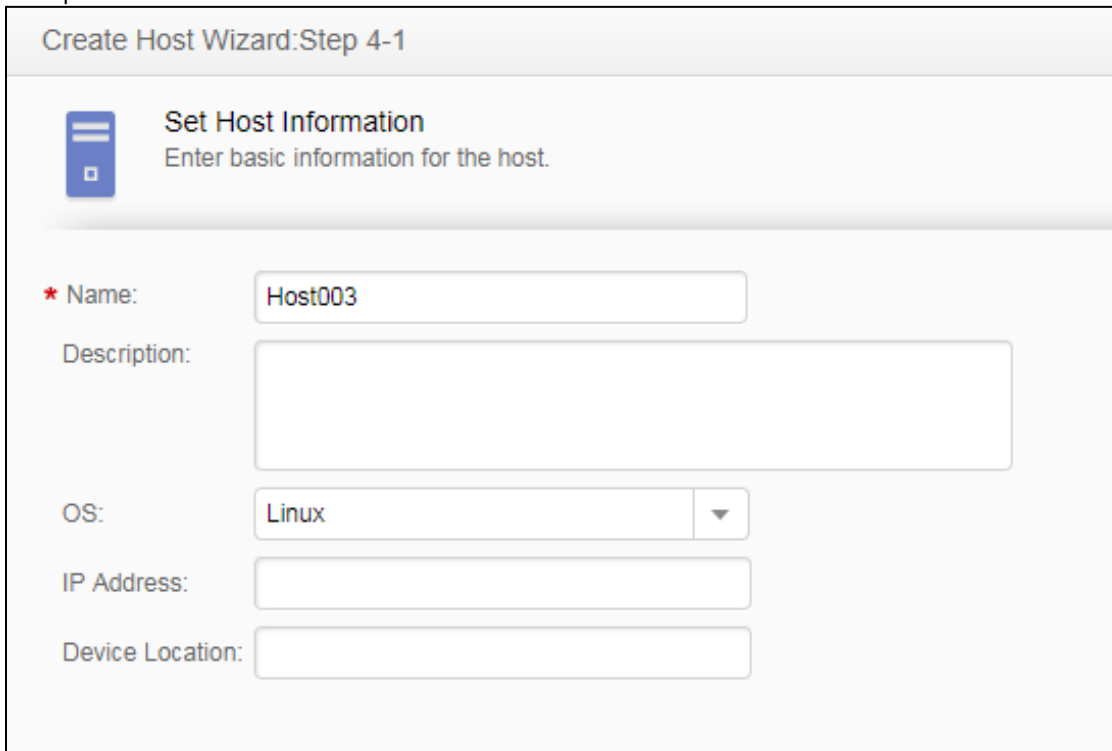 Create Host Wizard:Step 4-1
Set Host Information
Enter basic information for the host.
* Name: Host003
Description:
OS: Linux
IP Address:
Device Location: